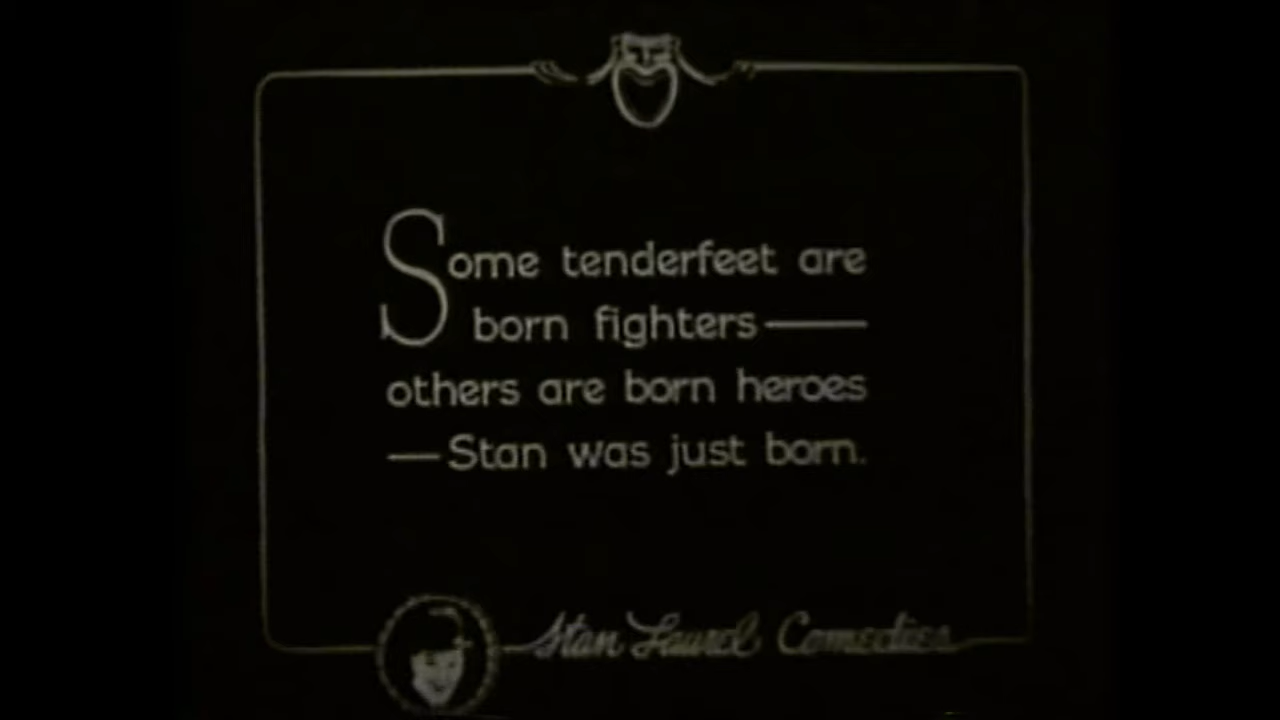 Some tenderfeet are
born fighters——
others are born heroes
—Stan was just born.
Stan Laurel Comedies